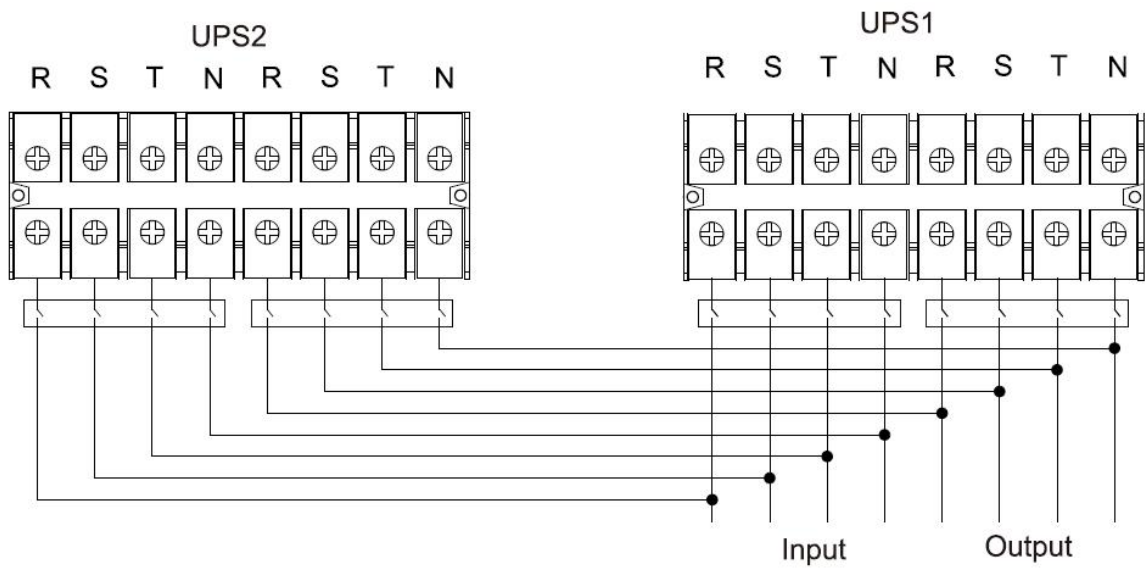 UPS2
R S T N R S T N
UPS1
R S T N R S T N
Input
Output